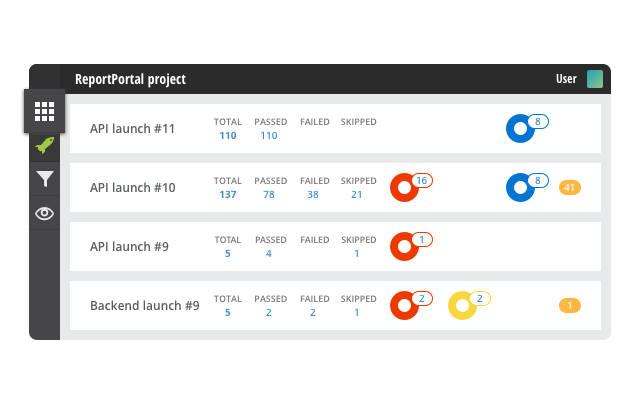 ReportPortal project
User
API launch #11
TOTAL PASSED FAILED SKIPPED
110 110
8
API launch #10
TOTAL PASSED FAILED SKIPPED
137 78 38 21
16
8
41
API launch #9
TOTAL PASSED FAILED SKIPPED
5 4 1
1
Backend launch #9
TOTAL PASSED FAILED SKIPPED
5 2 2 1
2
2
1